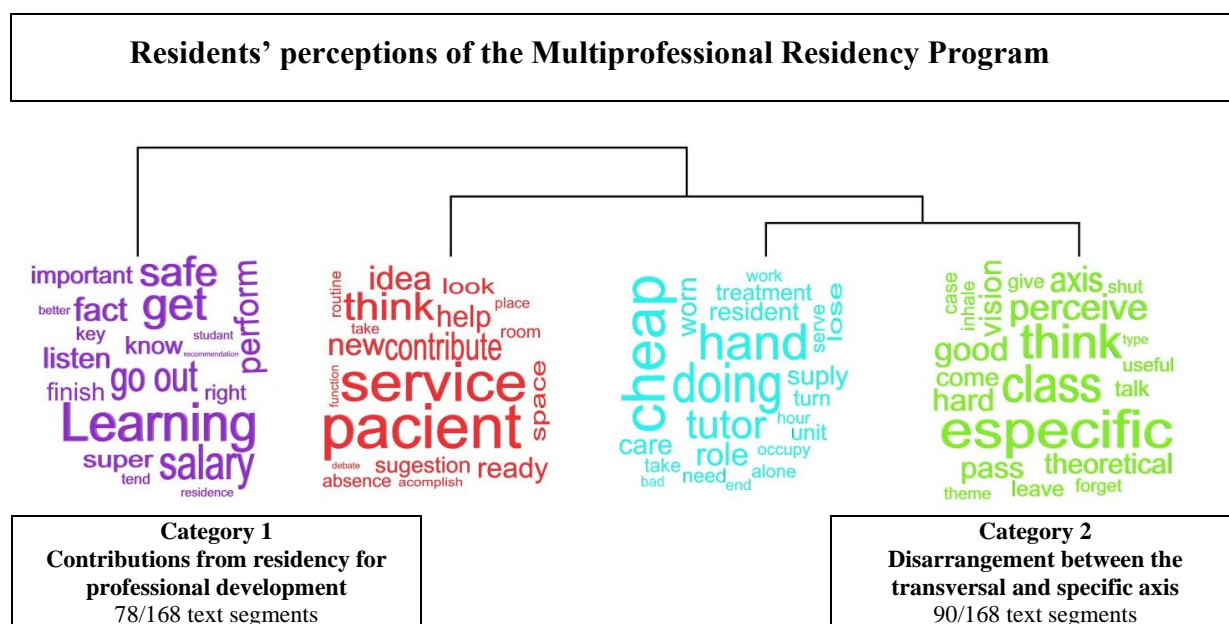 Residents’ perceptions of the Multiprofessional Residency Program
important safe
better fact get perform
key studant
listen know recommendation
finish go out right
Learning
super salary
tend
residence
routine idea look
think help place
take room
new contribute
function service space
pacient
debate sugestion ready
absence acomplish
cheap worn work
treatment
resident serve lose
hand
doing suply
turn
tutor hour
unit
care role occupy
take need alone
bad end
case inhale vision give axis shut
perceive
good think type
useful
come class talk
hard
especific
pass theoretical
theme leave forget
Category 1
Contributions from residency for
professional development
78/168 text segments
Category 2
Disarrangement between the
transversal and specific axis
90/168 text segments